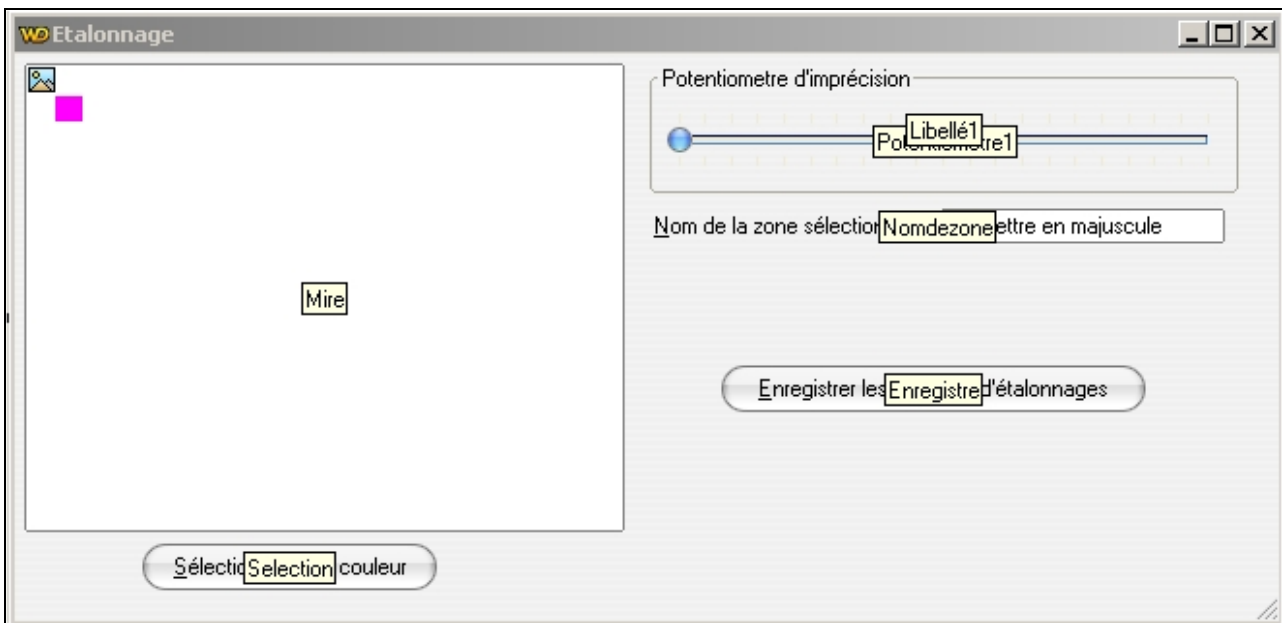 WD Etalonnage
Potentiometre d'imprécision
Libellé1
Potentiometre1
Nom de la zone sélection Nomdezone ettre en majuscule
Mire
Enregistrer les Enregistre d'étalonnages
Sélectio Selection couleur